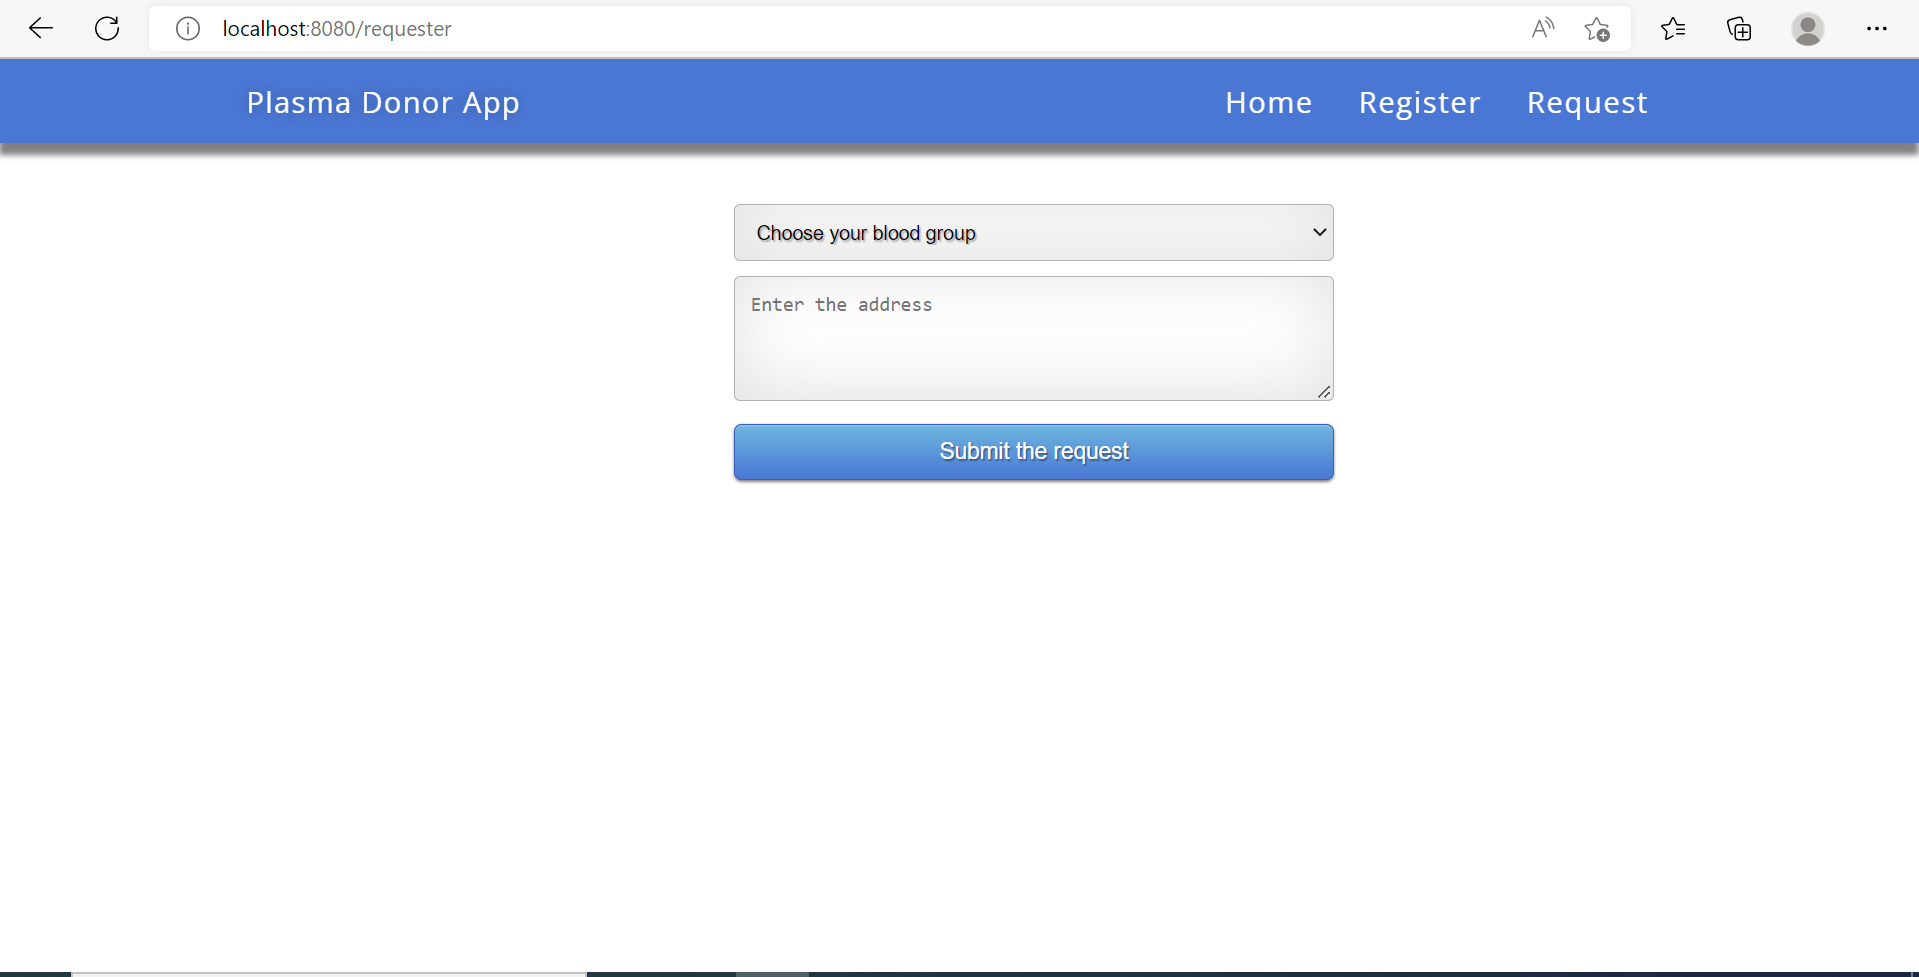 localhost:8080/requester
Plasma Donor App
Home Register Request
Choose your blood group
Enter the address
Submit the request